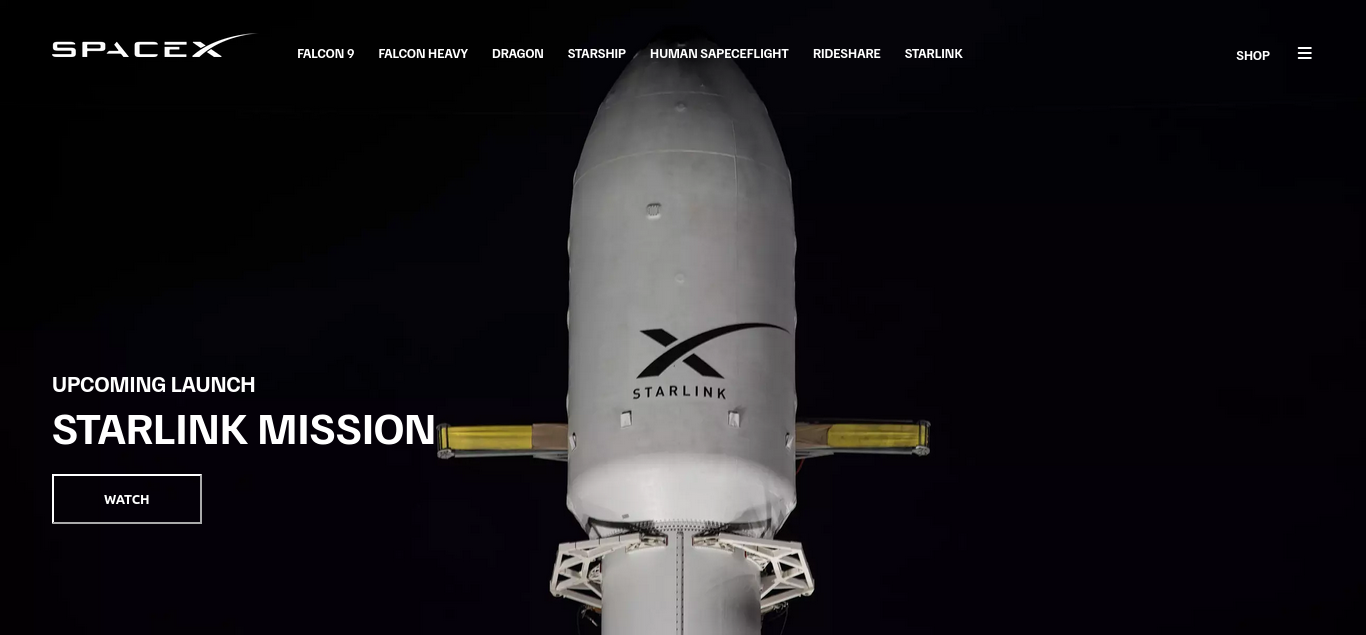 SPACEX
FALCON 9 FALCON HEAVY DRAGON STARSHIP HUMAN SAPECEFLIGHT RIDESHARE STARLINK SHOP
STARLINK
UPCOMING LAUNCH
STARLINK MISSION
WATCH